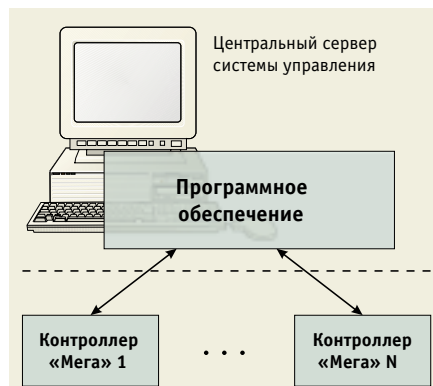 Центральный сервер
системы управления
Программное
обеспечение
Контроллер
«Мега» 1
. . .
Контроллер
«Мега» N